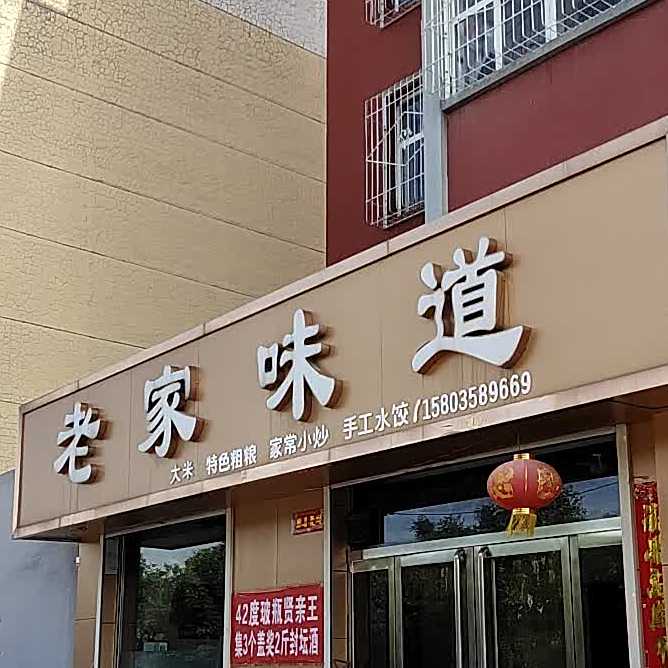 老家味道
大米 特色粗粮 家常小炒 手工水饺/15803589669
42度玻瓶贤亲王
集3个盖奖2斤封坛酒